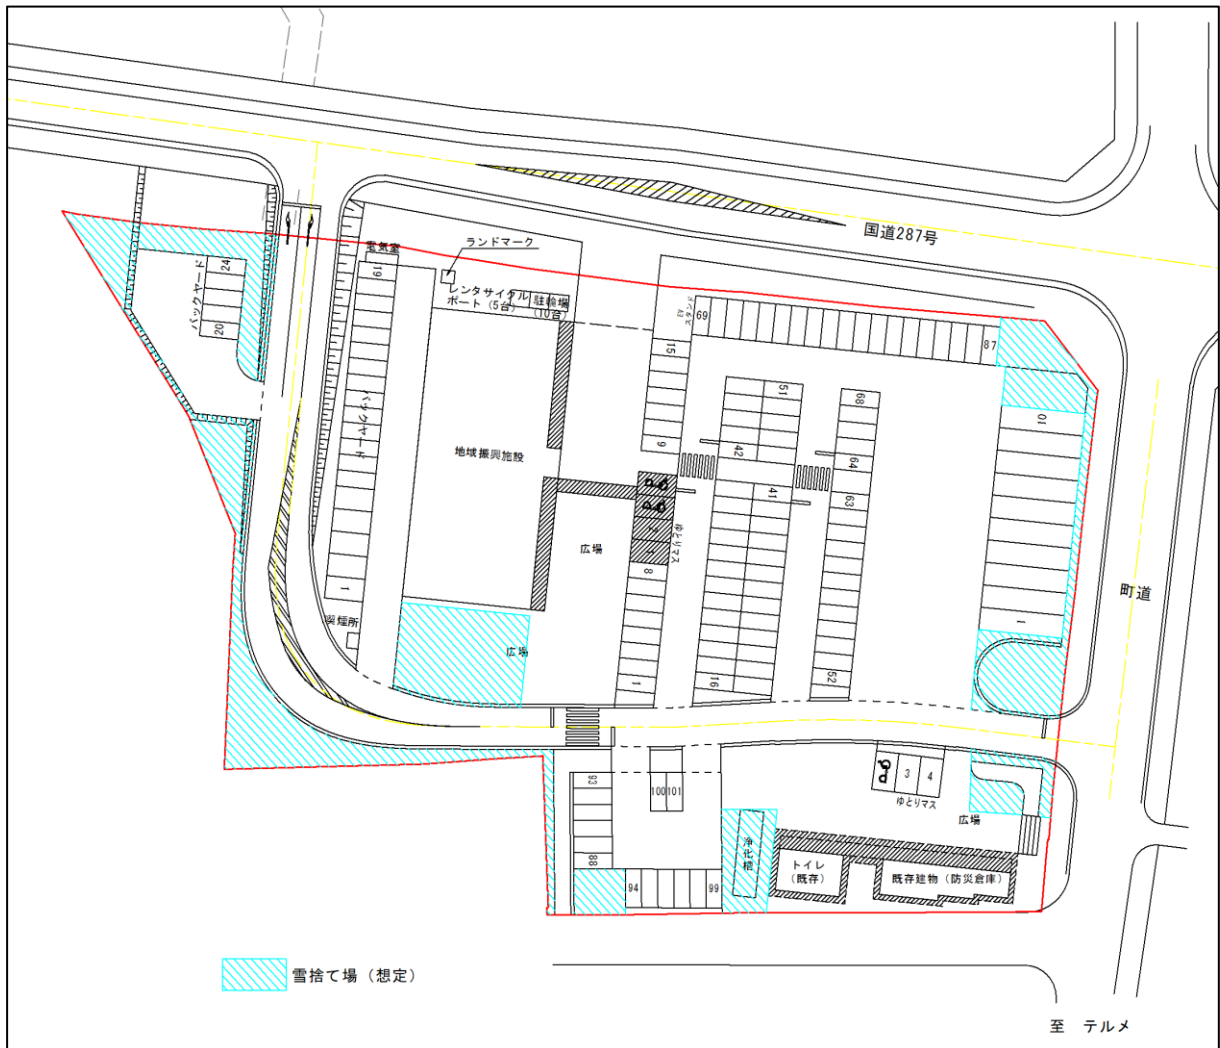 国道287号
ランドマーク
電気室
19
24
バックヤード
20
レンタサイクル
ポート（5台）
駐輪場
（10台）
69
87
15
51
68
10
バックヤード
地域振興施設
9
42
64
41
63
2
1
ゆとりマス
広場
8
町道
1
喫煙所
広場
1
16
52
1
93
100
101
3
4
ゆとりマス
広場
浄化槽
トイレ
（既存）
既存建物（防災倉庫）
88
94
99
雪捨て場（想定）
至　テルメ